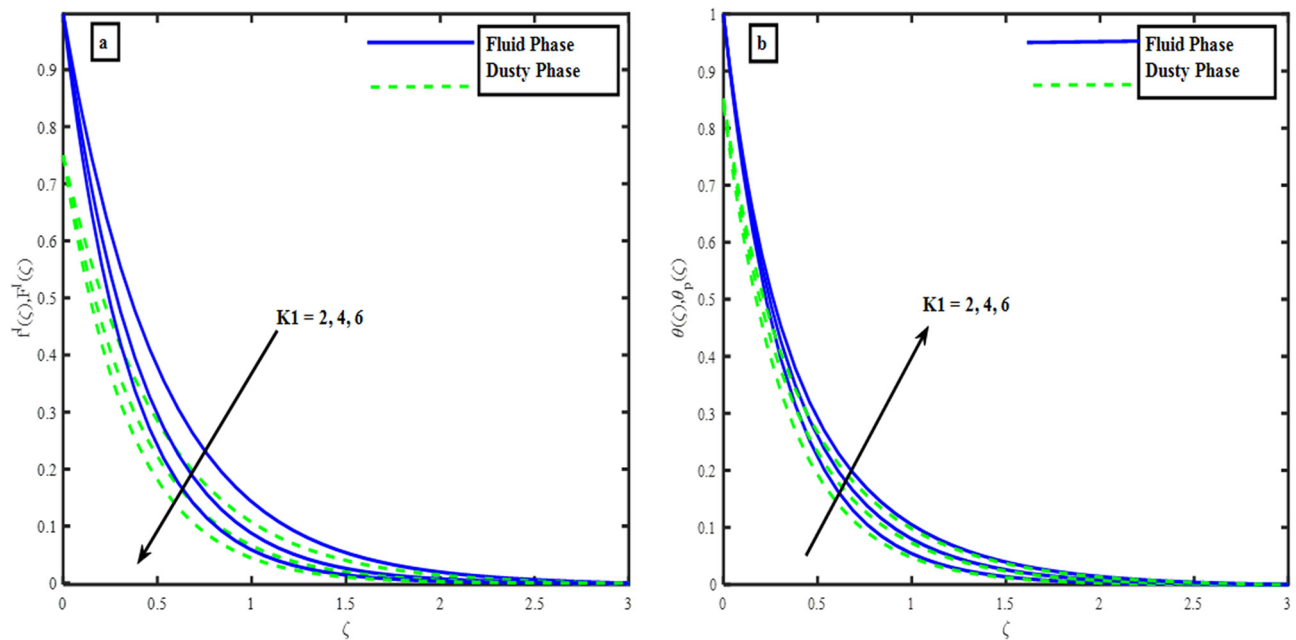 a
Fluid Phase
Dusty Phase
0.9
0.8
0.7
0.6
0.5
0.4
0.3
0.2
0.1
0
f^I(ζ),F^I(ζ)
K1 = 2, 4, 6
0 0.5 1 1.5 2 2.5 3
ζ
b
Fluid Phase
Dusty Phase
1
0.9
0.8
0.7
0.6
0.5
0.4
0.3
0.2
0.1
0
θ(ζ),θ_p(ζ)
K1 = 2, 4, 6
0 0.5 1 1.5 2 2.5 3
ζ